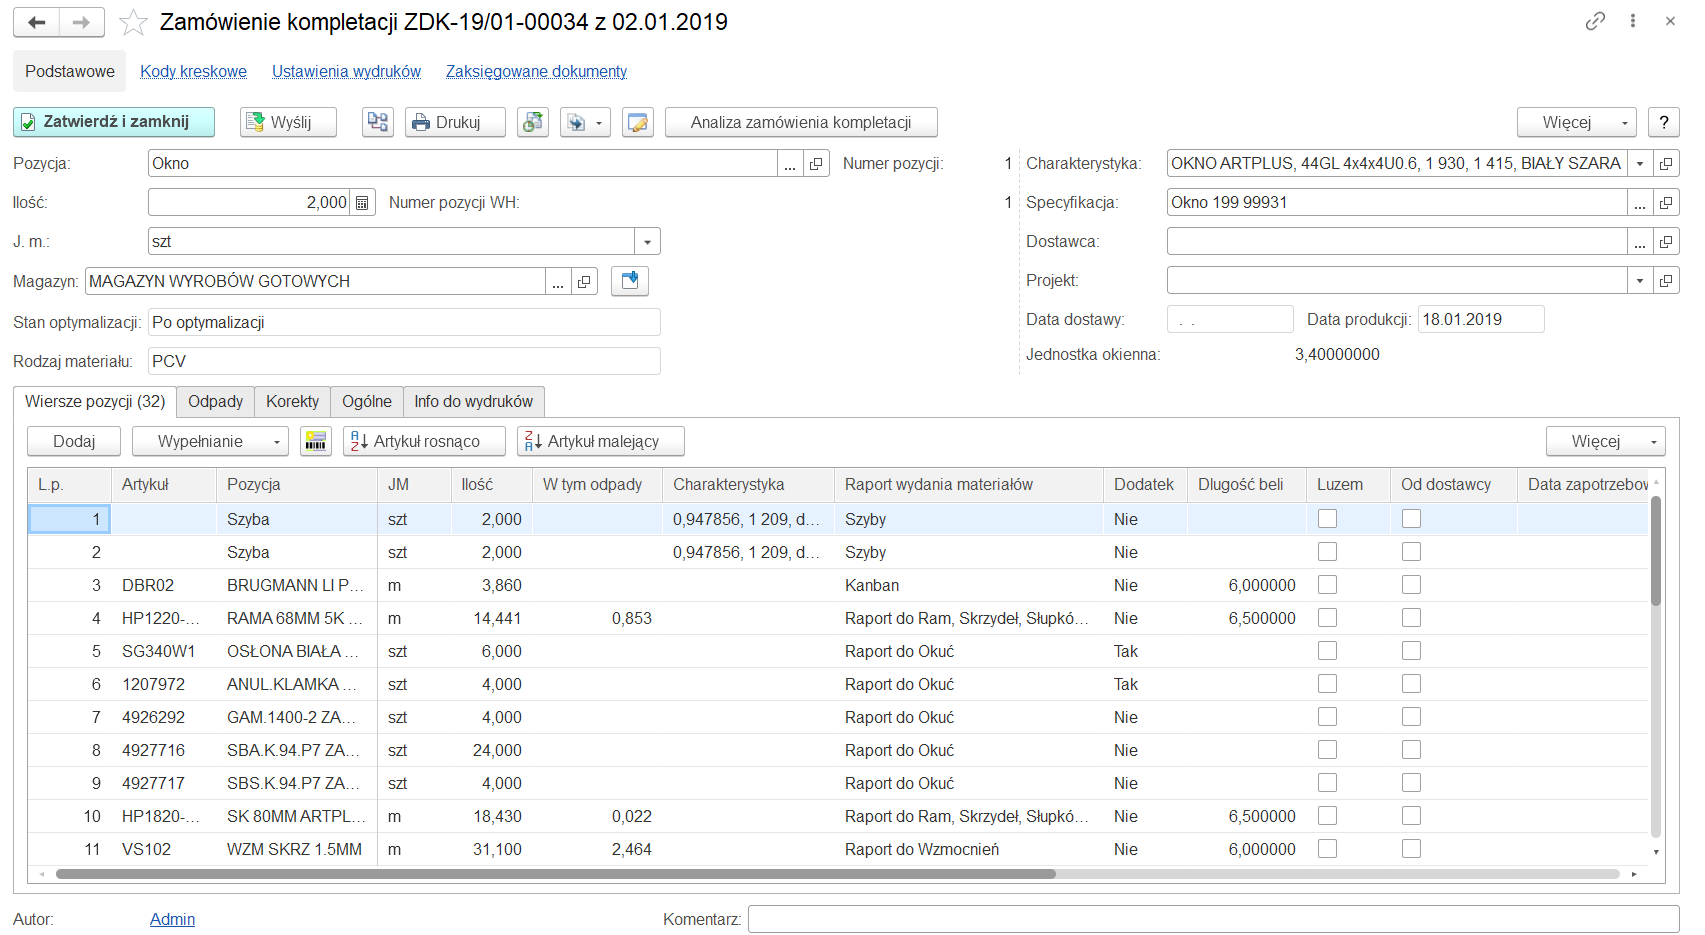 Zamówienie kompletacji ZDK-19/01-00034 z 02.01.2019
Podstawowe Kody kreskowe Ustawienia wydruków Zaksięgowane dokumenty
Zatwierdź i zamknij Wyślij Drukuj Analiza zamówienia kompletacji Więcej ?
Pozycja: Okno ... Numer pozycji: 1 Charakterystyka: OKNO ARTPLUS, 44GL 4x4x4U0.6, 1 930, 1 415, BIAŁY SZARA
Ilość: 2,000 Numer pozycji WH: 1 Specyfikacja: Okno 199 99931 ...
J. m.: szt Dostawca: ...
Magazyn: MAGAZYN WYROBÓW GOTOWYCH ... Projekt:
Stan optymalizacji: Po optymalizacji Data dostawy: . . Data produkcji: 18.01.2019
Rodzaj materiału: PCV Jednostka okienna: 3,40000000
Wiersze pozycji (32) Odpady Korekty Ogólne Info do wydruków
Dodaj Wypełnianie Artykuł rosnąco Artykuł malejący Więcej
L.p. Artykuł Pozycja JM Ilość W tym odpady Charakterystyka Raport wydania materiałów Dodatek Dlugość beli Luzem Od dostawcy Data zapotrzebow
1 Szyba szt 2,000 0,947856, 1 209, d... Szyby Nie
2 Szyba szt 2,000 0,947856, 1 209, d... Szyby Nie
3 DBR02 BRUGMANN LI P... m 3,860 Kanban Nie 6,000000
4 HP1220-... RAMA 68MM 5K ... m 14,441 0,853 Raport do Ram, Skrzydeł, Słupkó... Nie 6,500000
5 SG340W1 OSŁONA BIAŁA ... szt 6,000 Raport do Okuć Tak
6 1207972 ANUL.KLAMKA ... szt 4,000 Raport do Okuć Tak
7 4926292 GAM.1400-2 ZA... szt 4,000 Raport do Okuć Nie
8 4927716 SBA.K.94.P7 ZA... szt 24,000 Raport do Okuć Nie
9 4927717 SBS.K.94.P7 ZA... szt 4,000 Raport do Okuć Nie
10 HP1820-... SK 80MM ARTPL... m 18,430 0,022 Raport do Ram, Skrzydeł, Słupkó... Nie 6,500000
11 VS102 WZM SKRZ 1.5MM m 31,100 2,464 Raport do Wzmocnień Nie 6,000000
Autor: Admin Komentarz: